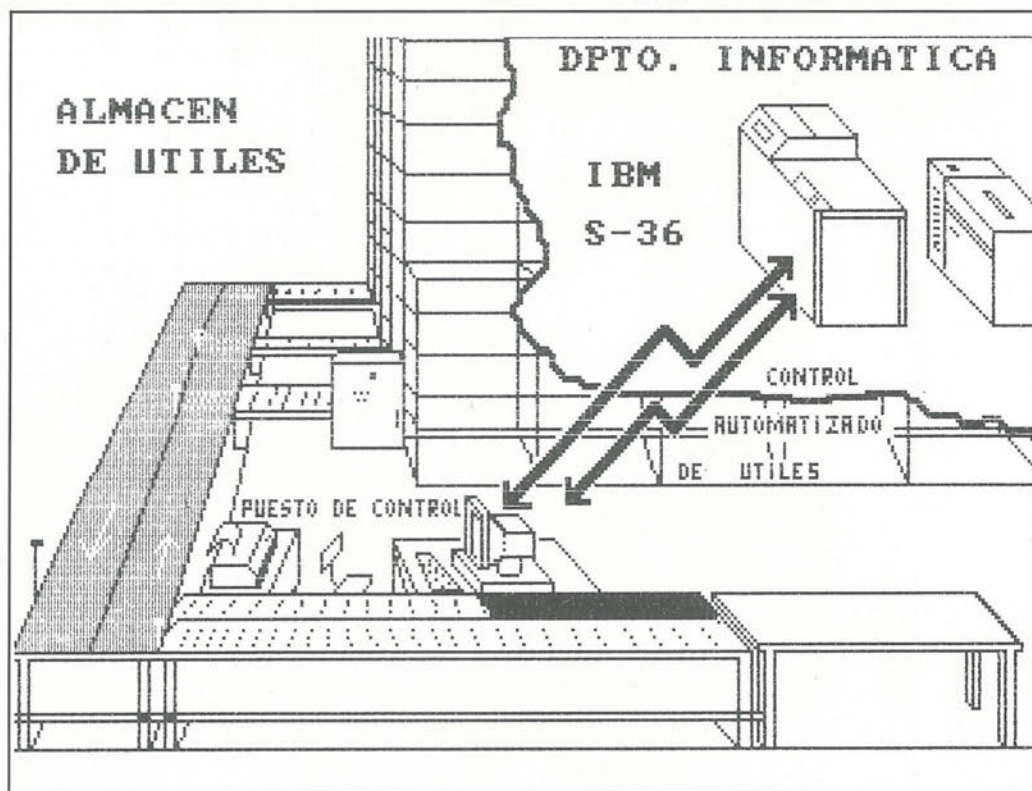 DPTO. INFORMATICA
ALMACEN
DE UTILES
IBM
S-36
CONTROL
AUTOMATIZADO
DE UTILES
PUESTO DE CONTROL